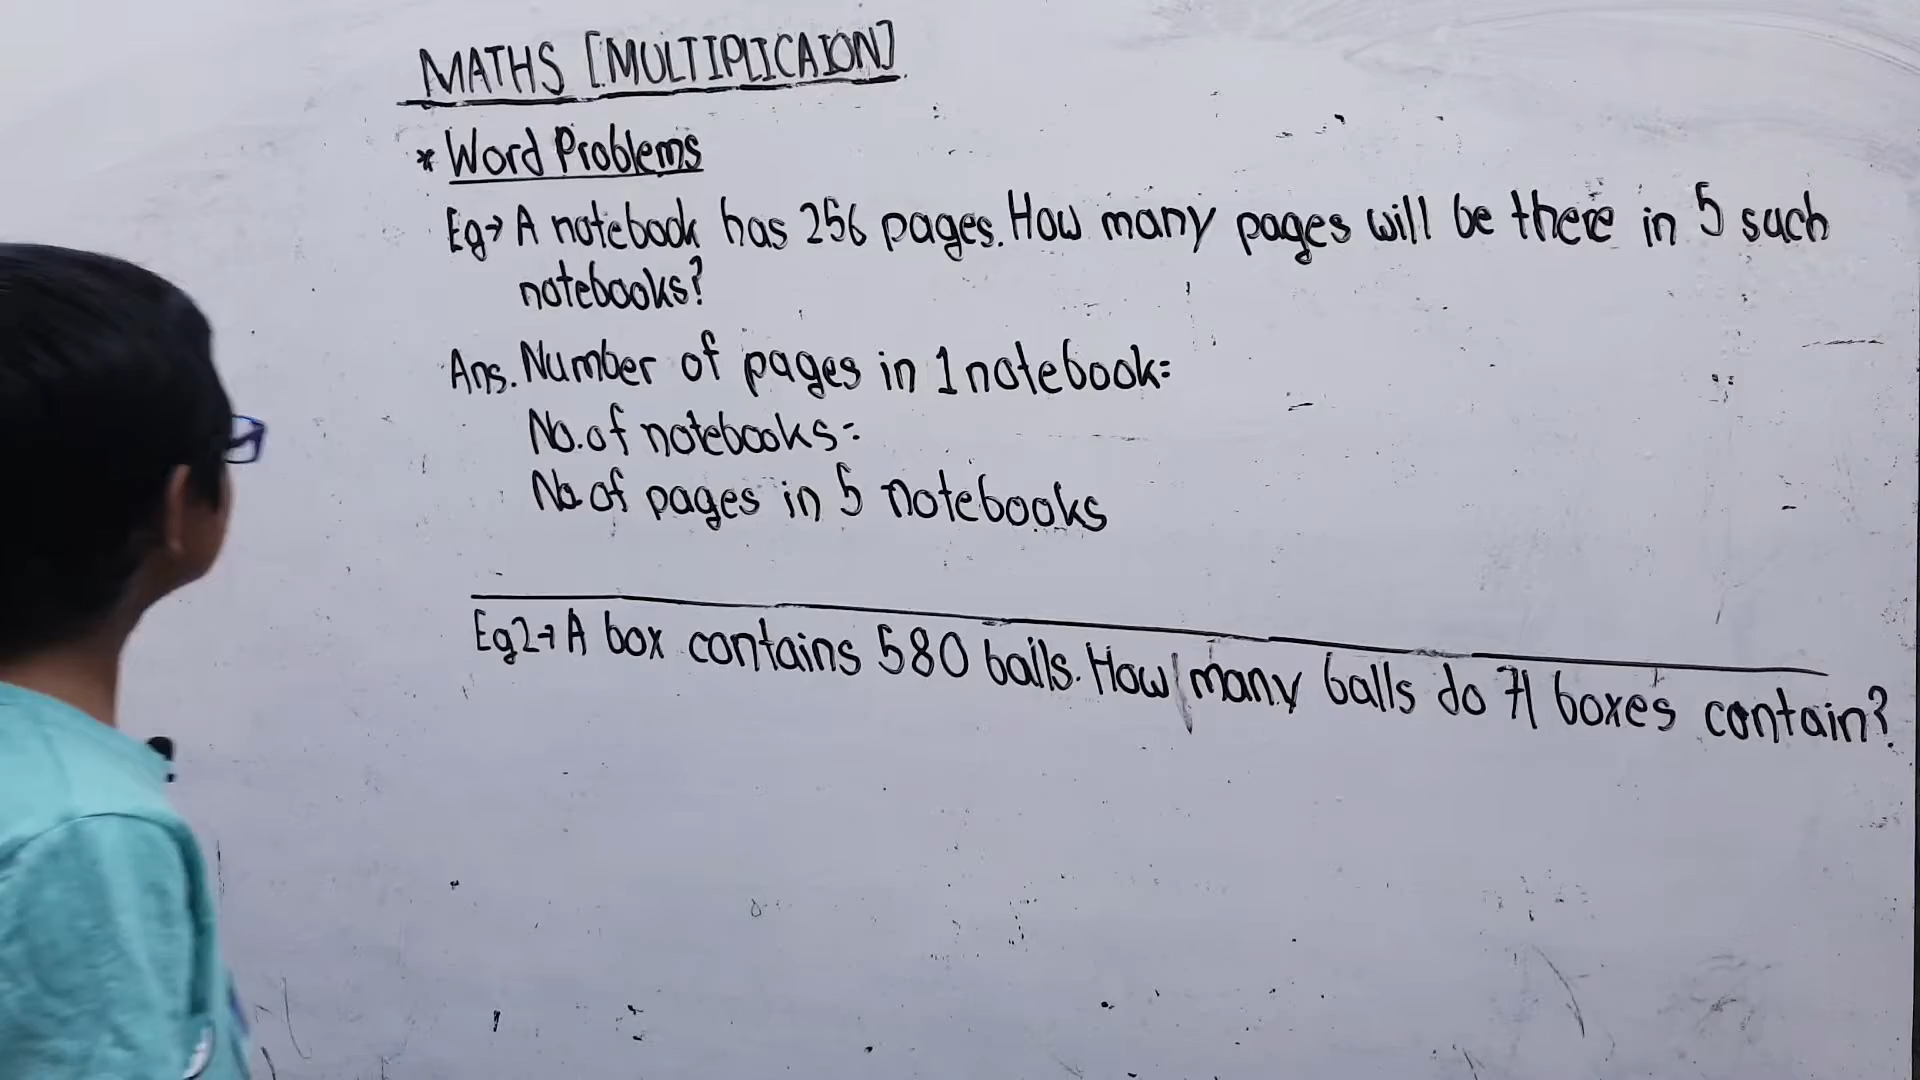 MATHS [MULTIPLICAION]
* Word Problems
Eg→ A notebook has 256 pages. How many pages will be there in 5 such
notebooks?
Ans. Number of pages in 1 notebook=
No. of notebooks=
No. of pages in 5 notebooks
Eg2→ A box contains 580 balls. How many balls do 71 boxes contain?